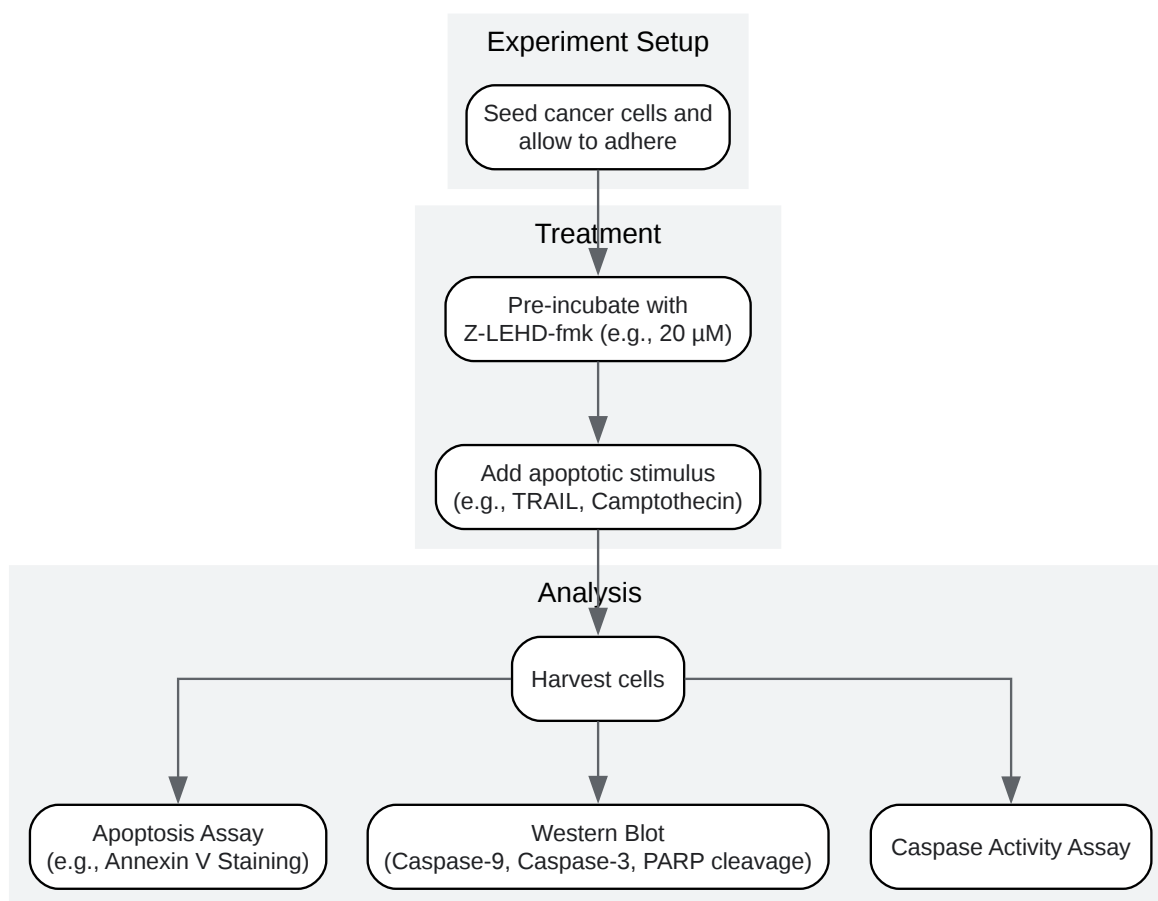 Experiment Setup
Seed cancer cells and
allow to adhere
Treatment
Pre-incubate with
Z-LEHD-fmk (e.g., 20 µM)
Add apoptotic stimulus
(e.g., TRAIL, Camptothecin)
Analysis
Harvest cells
Apoptosis Assay
(e.g., Annexin V Staining)
Western Blot
(Caspase-9, Caspase-3, PARP cleavage)
Caspase Activity Assay